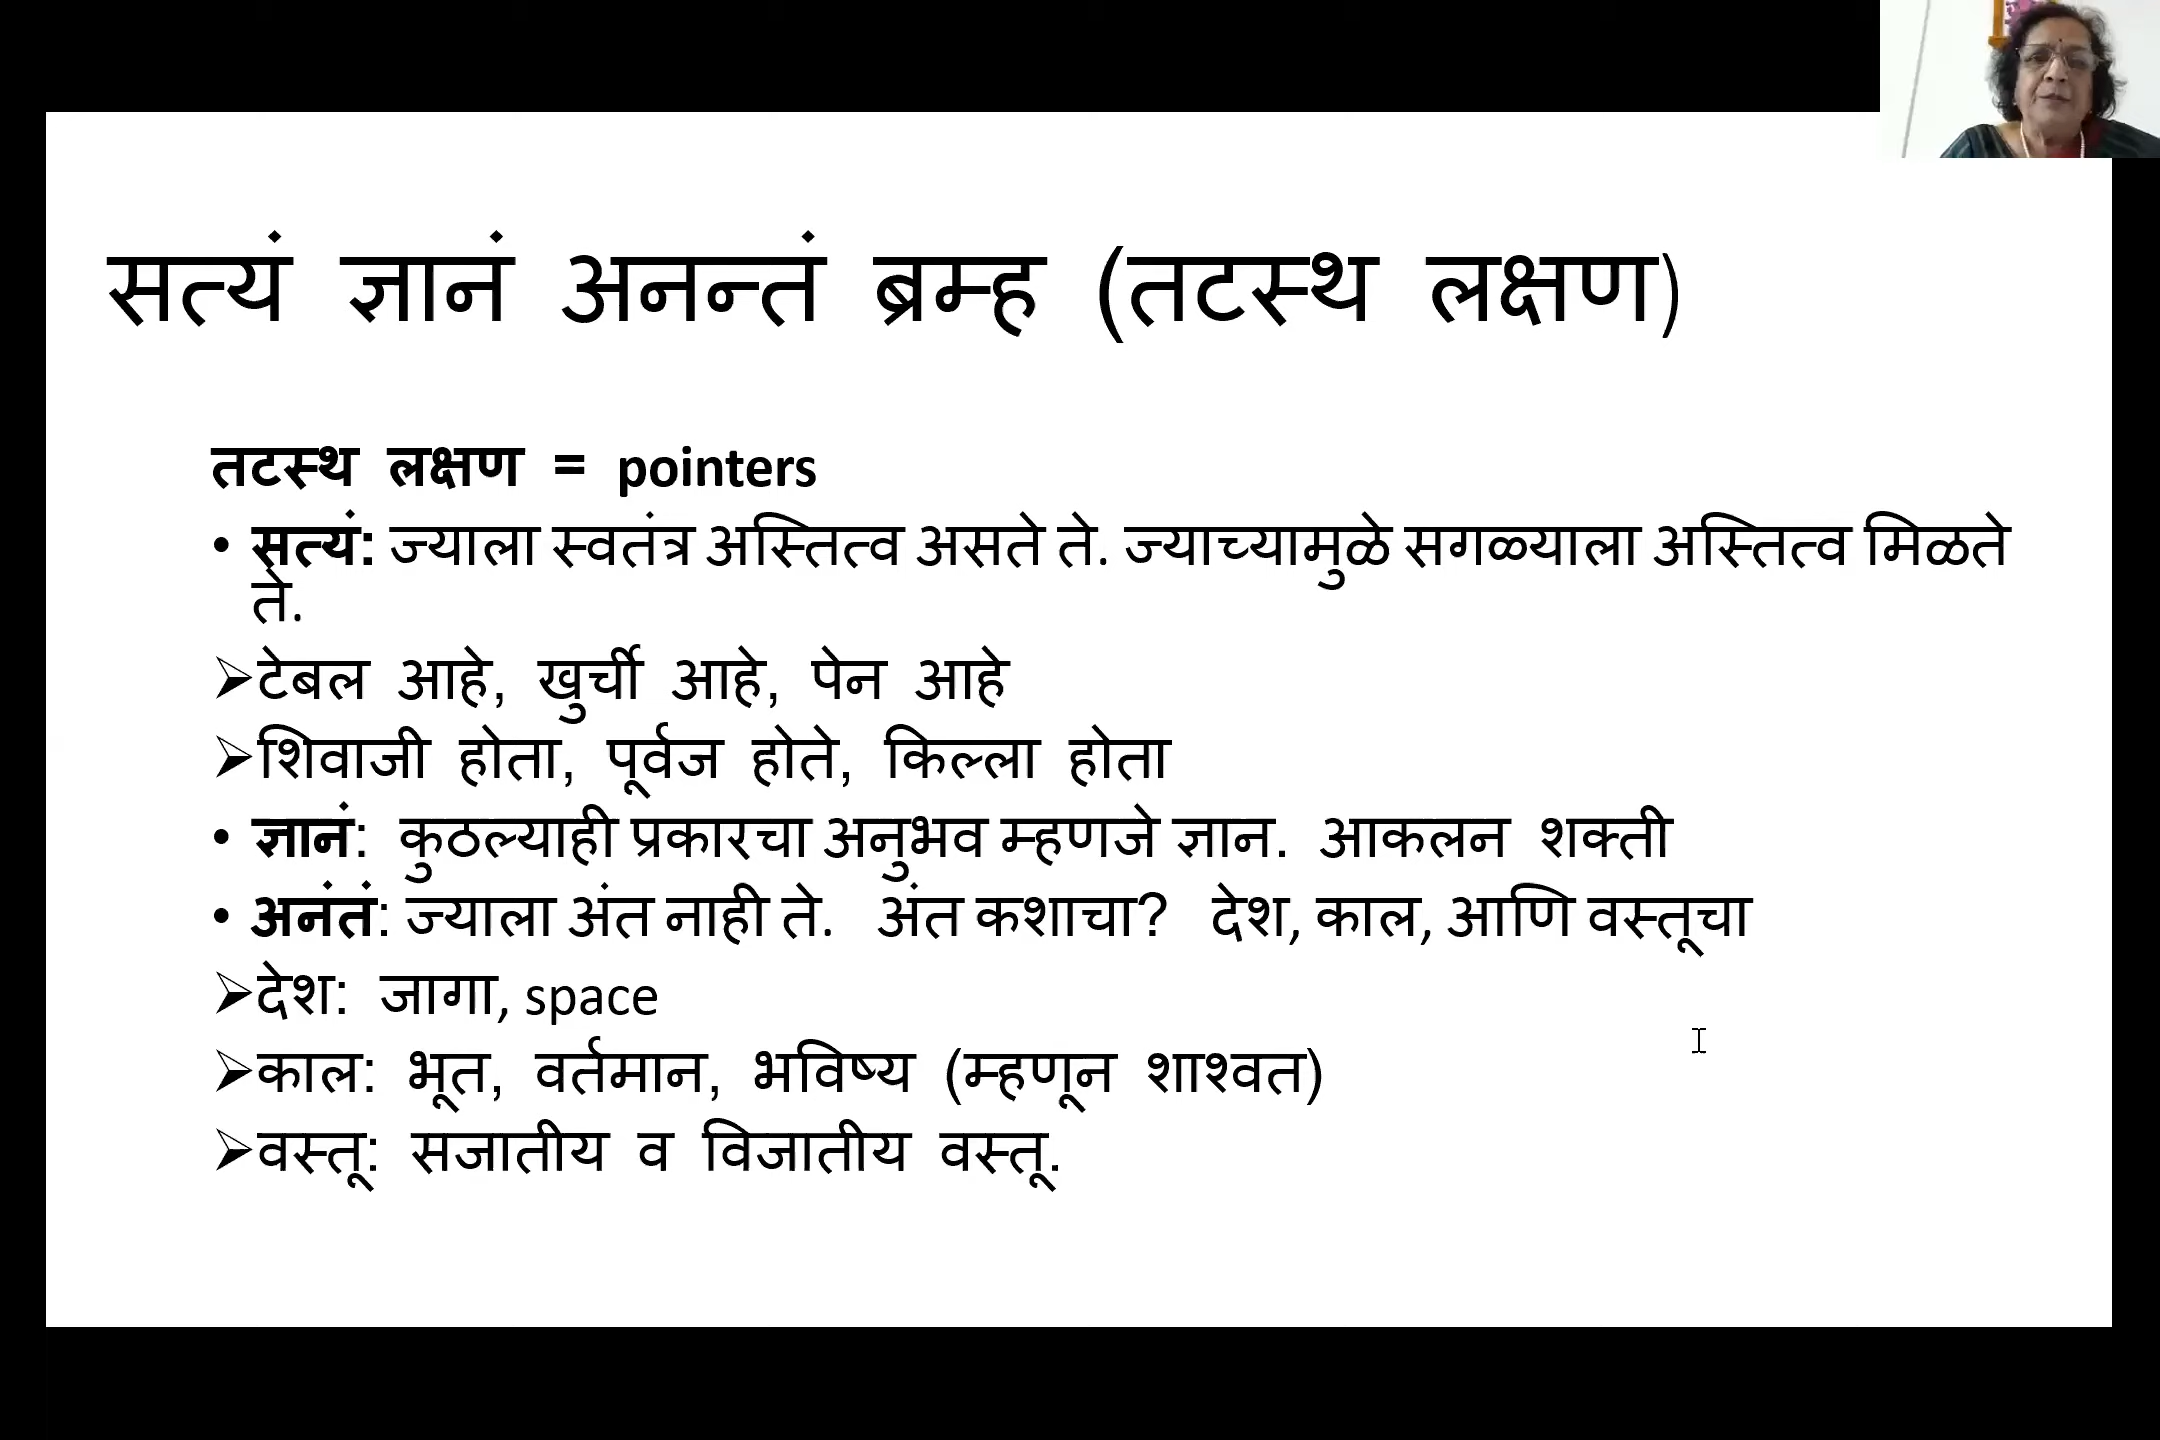 सत्यं ज्ञानं अनन्तं ब्रम्ह (तटस्थ लक्षण)
तटस्थ लक्षण = pointers
• सत्यं: ज्याला स्वतंत्र अस्तित्व असते ते. ज्याच्यामुळे सगळ्याला अस्तित्व मिळते
ते.
➢टेबल आहे, खुर्ची आहे, पेन आहे
➢शिवाजी होता, पूर्वज होते, किल्ला होता
• ज्ञानं: कुठल्याही प्रकारचा अनुभव म्हणजे ज्ञान. आकलन शक्ती
• अनंतं: ज्याला अंत नाही ते. अंत कशाचा? देश, काल, आणि वस्तूचा
➢देश: जागा, space
➢काल: भूत, वर्तमान, भविष्य (म्हणून शाश्वत)
➢वस्तू: सजातीय व विजातीय वस्तू.